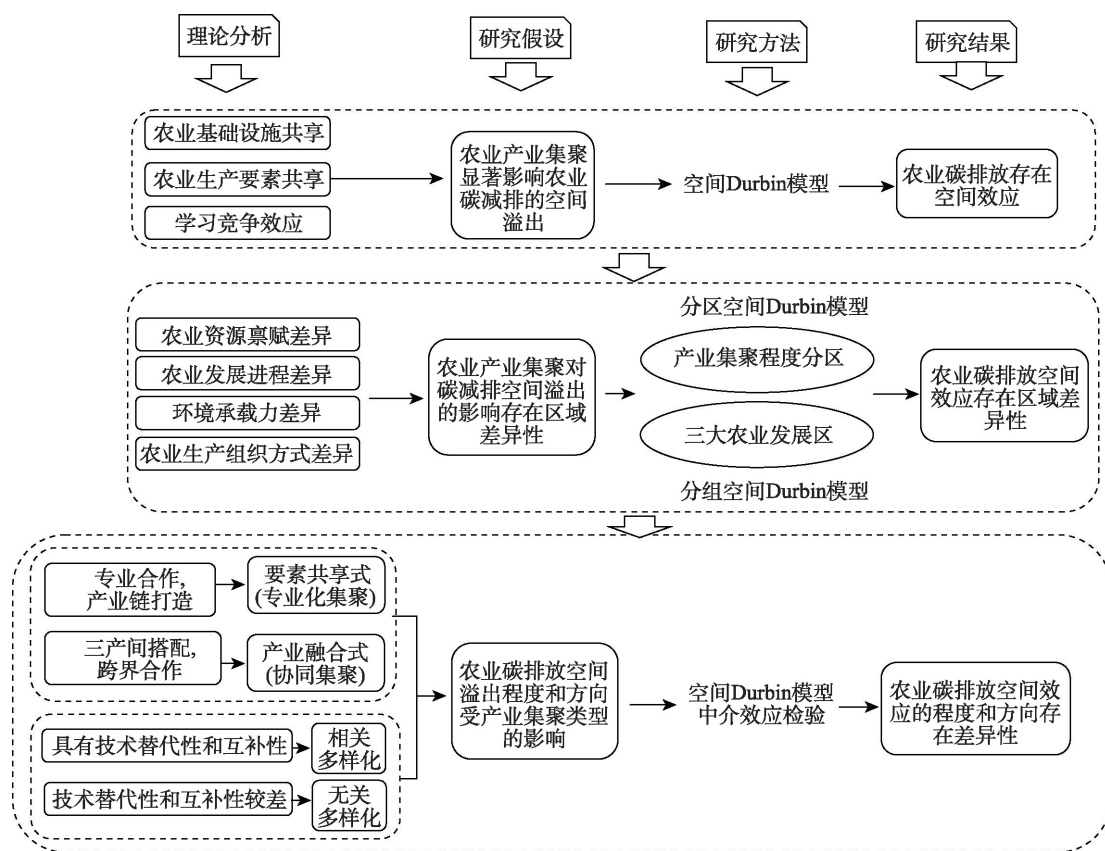 理论分析
研究假设
研究方法
研究结果
农业基础设施共享
农业生产要素共享
学习竞争效应
农业产业集聚
显著影响农业
碳减排的空间
溢出
空间Durbin模型
农业碳排放存在
空间效应
农业资源禀赋差异
农业发展进程差异
环境承载力差异
农业生产组织方式差异
农业产业集聚对
碳减排空间溢出
的影响存在区域
差异性
分区空间Durbin模型
产业集聚程度分区
三大农业发展区
分组空间Durbin模型
农业碳排放空间
效应存在区域差
异性
专业合作,
产业链打造
要素共享式
(专业化集聚)
三产间搭配,
跨界合作
产业融合式
(协同集聚)
具有技术替代性和互补性
相关
多样化
技术替代性和互补性较差
无关
多样化
农业碳排放空间
溢出程度和方向
受产业集聚类型
的影响
空间Durbin模型
中介效应检验
农业碳排放空间效
应的程度和方向存
在差异性